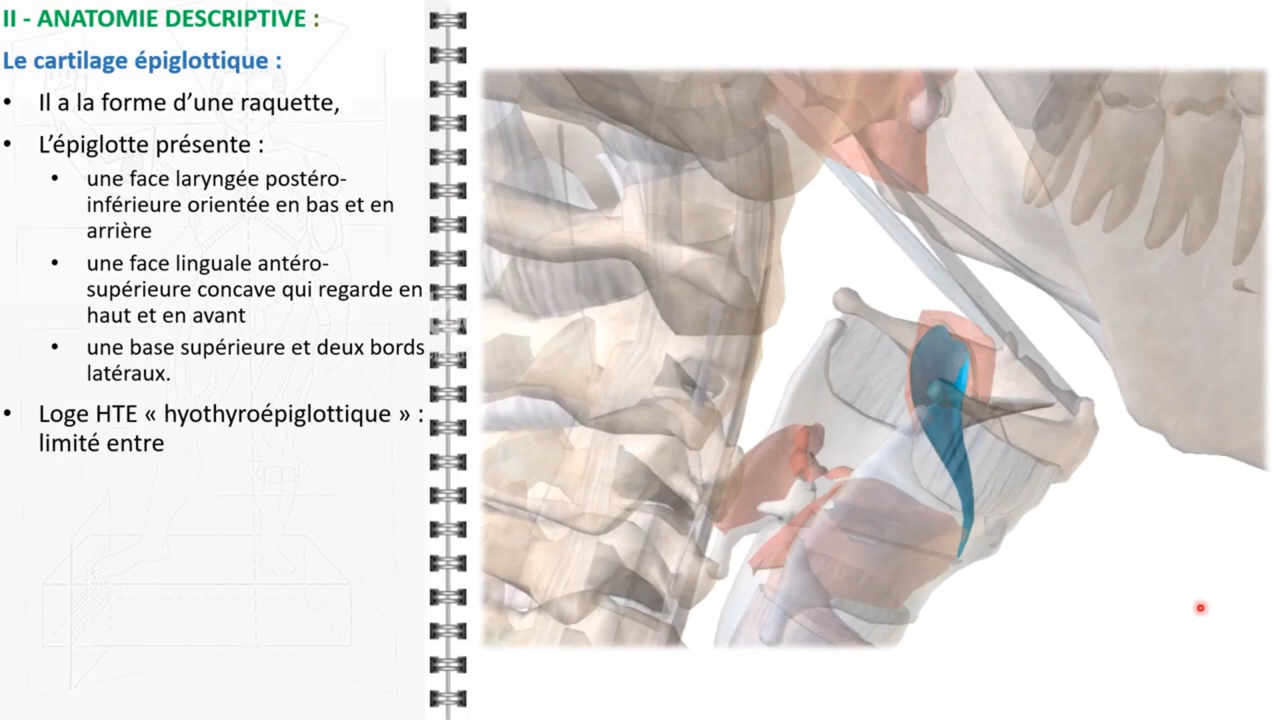 II - ANATOMIE DESCRIPTIVE :
Le cartilage épiglottique :
• Il a la forme d’une raquette,
• L’épiglotte présente :
• une face laryngée postéro-
inférieure orientée en bas et en
arrière
• une face linguale antéro-
supérieure concave qui regarde en
haut et en avant
• une base supérieure et deux bords
latéraux.
• Loge HTE « hyothyroépiglottique » :
limité entre